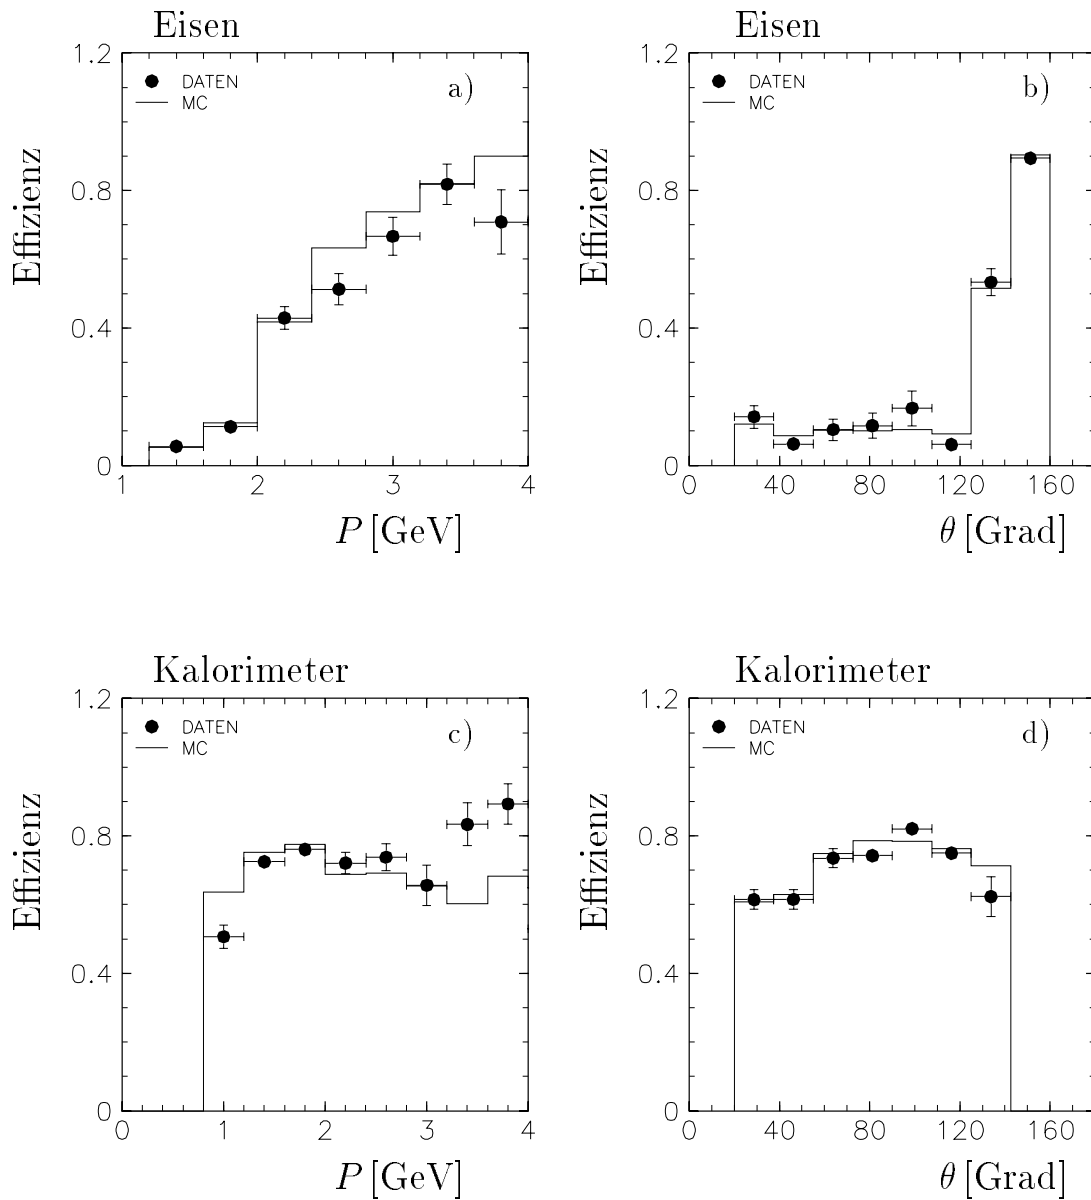 Eisen
1.2
DATEN
MC
a)
0.8
0.4
0
Effizienz
1
2
3
4
P [GeV]
Eisen
1.2
DATEN
MC
b)
0.8
0.4
0
Effizienz
0
40
80
120
160
θ [Grad]
Kalorimeter
1.2
DATEN
MC
c)
0.8
0.4
0
Effizienz
0
1
2
3
4
P [GeV]
Kalorimeter
1.2
DATEN
MC
d)
0.8
0.4
0
Effizienz
0
40
80
120
160
θ [Grad]